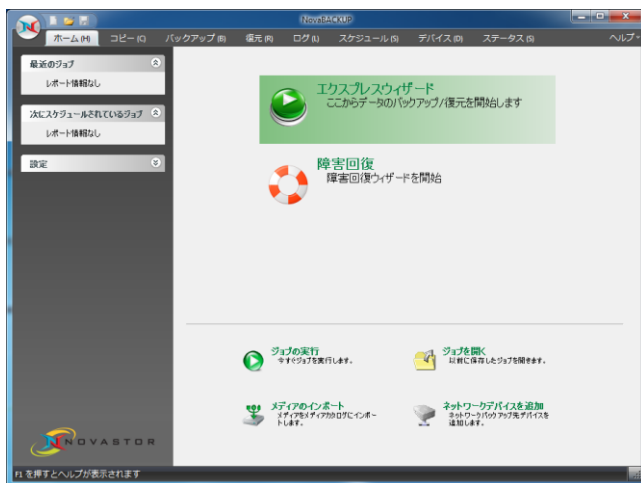 NovaBACKUP
ホーム(H) コピー(C) バックアップ(B) 復元(R) ログ(L) スケジュール(S) デバイス(D) ステータス(S) ヘルプ
最近のジョブ
レポート情報なし
次にスケジュールされているジョブ
レポート情報なし
設定
エクスプレスウィザード
ここからデータのバックアップ/復元を開始します
障害回復
障害回復ウィザードを開始
ジョブの実行
今すぐジョブを実行します。
ジョブを開く
以前に保存したジョブを開きます。
メディアのインポート
メディアをメディアカタログにインポー
トします。
ネットワークデバイスを追加
ネットワークバックアップ先デバイスを
追加します。
NOVASTOR
F1 を押すとヘルプが表示されます